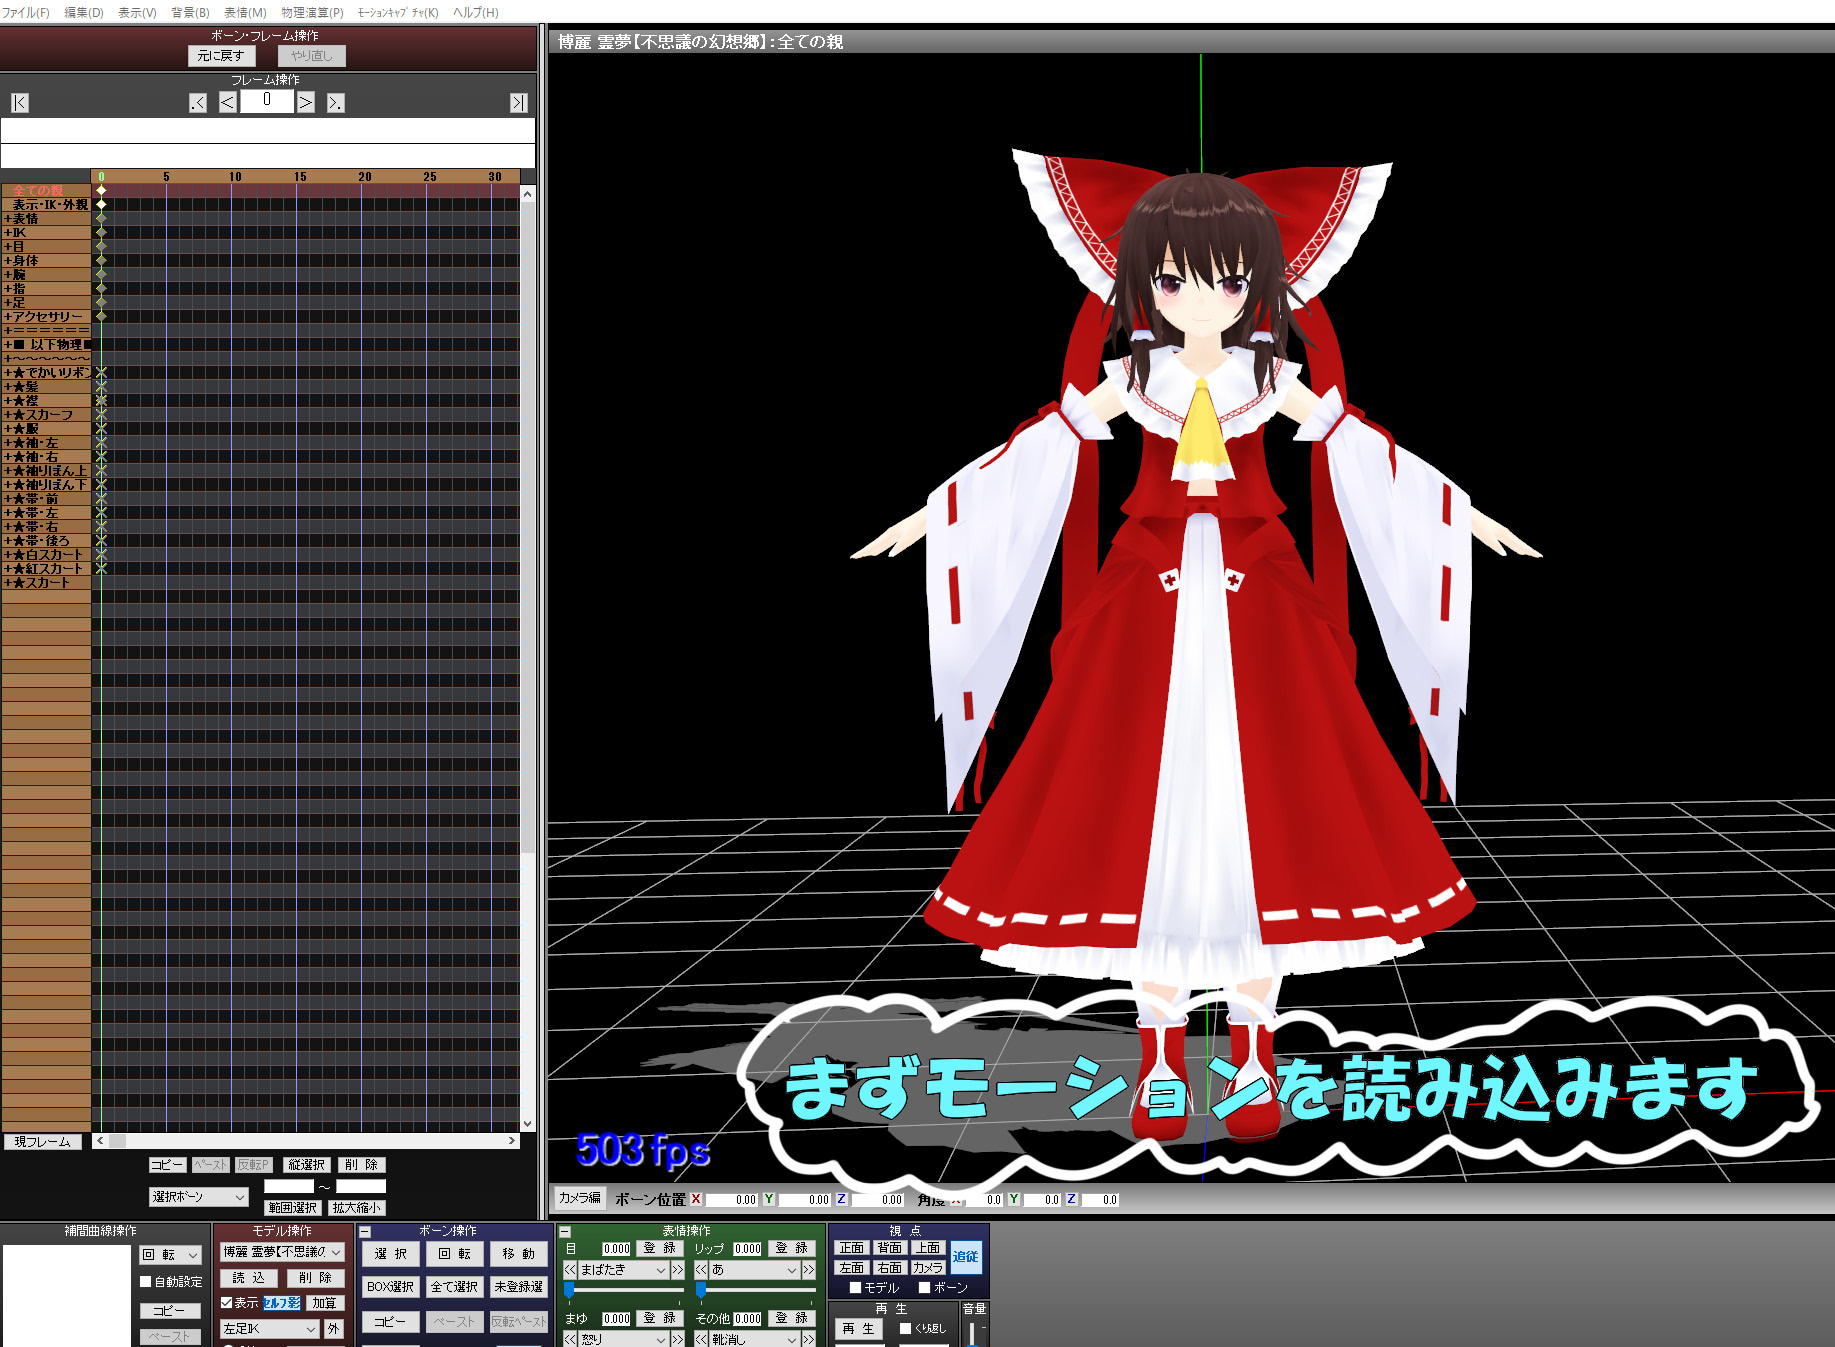 ファイル(F) 編集(D) 表示(V) 背景(B) 表情(M) 物理演算(P) ﾓｰｼｮﾝｷｬﾌﾟﾁｬ(K) ヘルプ(H)
ボーン・フレーム操作
元に戻す やり直し
フレーム操作
|< .< < 0 > >. >|
0 5 10 15 20 25 30
全ての親
表示・IK・外親
+表情
+IK
+目
+身体
+腕
+指
+足
+アクセサリー
+======
+■ 以下物理■
+~~~~~~
+★でかいリボン
+★髪
+★襟
+★スカーフ
+★服
+★袖・左
+★袖・右
+★袖りぼん上
+★袖りぼん下
+★帯・前
+★帯・左
+★帯・右
+★帯・後ろ
+★白スカート
+★紅スカート
+★スカート
現フレーム
コピー ﾍﾟｰｽﾄ 反転P 縦選択 削 除
選択ﾎﾞｰﾝ ～
範囲選択 拡大縮小
博麗 霊夢【不思議の幻想郷】:全ての親
まずモーションを読み込みます
503 fps
カメラ編 ボーン位置 X 0.00 Y 0.00 Z 0.00 角度 X 0.0 Y 0.0 Z 0.0
補間曲線操作
回 転
自動設定
コピー
ペースト
モデル操作
博麗 霊夢【不思議の
読 込 削 除
表示 ｾﾙﾌ影 加算
左足IK 外
ボーン操作
選 択 回 転 移 動
BOX選択 全て選択 未登録選
コピー ペースト 反転ペースト
表情操作
目 0.000 登 録 リップ 0.000 登 録
<< まばたき >> << あ >>
まゆ 0.000 登 録 その他 0.000 登 録
<< 怒り >> << 靴消し >>
視 点
正面 背面 上面 追従
左面 右面 カメラ
モデル ボーン
再 生 音量
再 生 くり返し